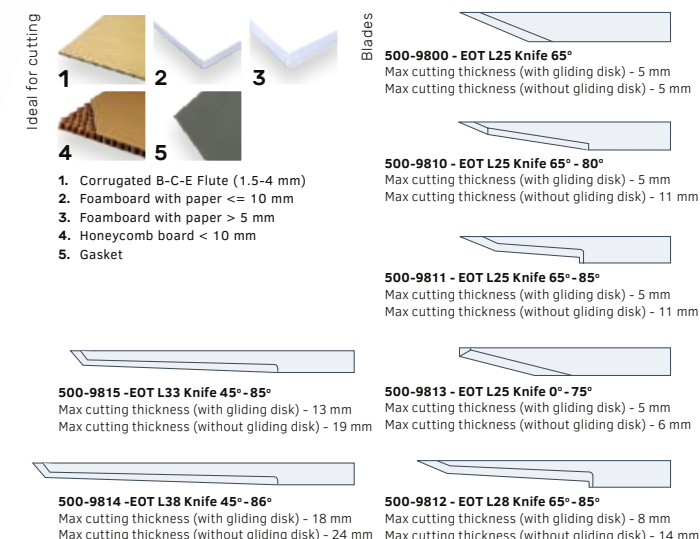 Ideal for cutting
1
2
3
4
5
1. Corrugated B-C-E Flute (1.5-4 mm)
2. Foamboard with paper <= 10 mm
3. Foamboard with paper > 5 mm
4. Honeycomb board < 10 mm
5. Gasket
Blades
500-9800 - EOT L25 Knife 65°
Max cutting thickness (with gliding disk) - 5 mm
Max cutting thickness (without gliding disk) - 5 mm
500-9810 - EOT L25 Knife 65° - 80°
Max cutting thickness (with gliding disk) - 5 mm
Max cutting thickness (without gliding disk) - 11 mm
500-9811 - EOT L25 Knife 65° - 85°
Max cutting thickness (with gliding disk) - 5 mm
Max cutting thickness (without gliding disk) - 11 mm
500-9815 -EOT L33 Knife 45° - 85°
Max cutting thickness (with gliding disk) - 13 mm
Max cutting thickness (without gliding disk) - 19 mm
500-9813 - EOT L25 Knife 0° - 75°
Max cutting thickness (with gliding disk) - 5 mm
Max cutting thickness (without gliding disk) - 6 mm
500-9814 -EOT L38 Knife 45° - 86°
Max cutting thickness (with gliding disk) - 18 mm
Max cutting thickness (without gliding disk) - 24 mm
500-9812 - EOT L28 Knife 65° - 85°
Max cutting thickness (with gliding disk) - 8 mm
Max cutting thickness (without gliding disk) - 14 mm